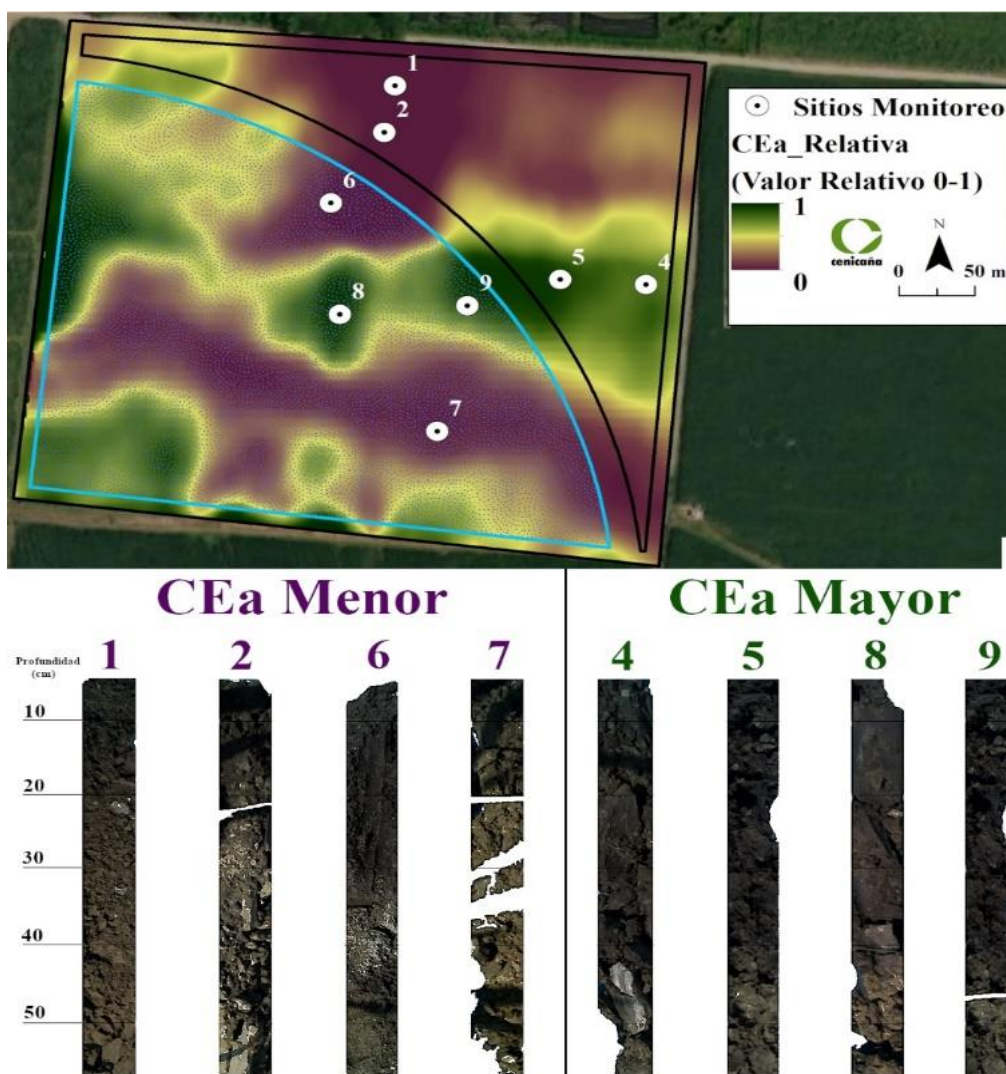 1
2
6
5
4
9
8
7
Sitios Monitoreo
CEa_Relativa
(Valor Relativo 0-1)
1
0
cenicaña
N
0 50 m
CEa Menor
CEa Mayor
Profundidad
(cm)
1 2 6 7 4 5 8 9
10
20
30
40
50